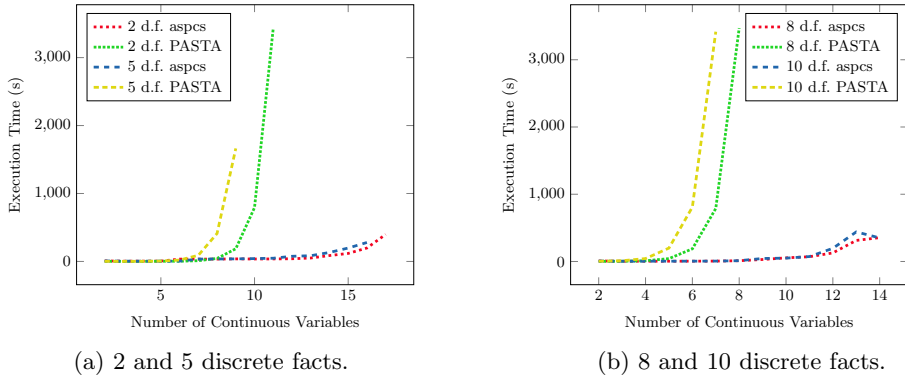 2 d.f. aspcs
2 d.f. PASTA
5 d.f. aspcs
5 d.f. PASTA
3,000
2,000
1,000
0
Execution Time (s)
5
10
15
Number of Continuous Variables
(a) 2 and 5 discrete facts.
8 d.f. aspcs
8 d.f. PASTA
10 d.f. aspcs
10 d.f. PASTA
3,000
2,000
1,000
0
Execution Time (s)
2
4
6
8
10
12
14
Number of Continuous Variables
(b) 8 and 10 discrete facts.